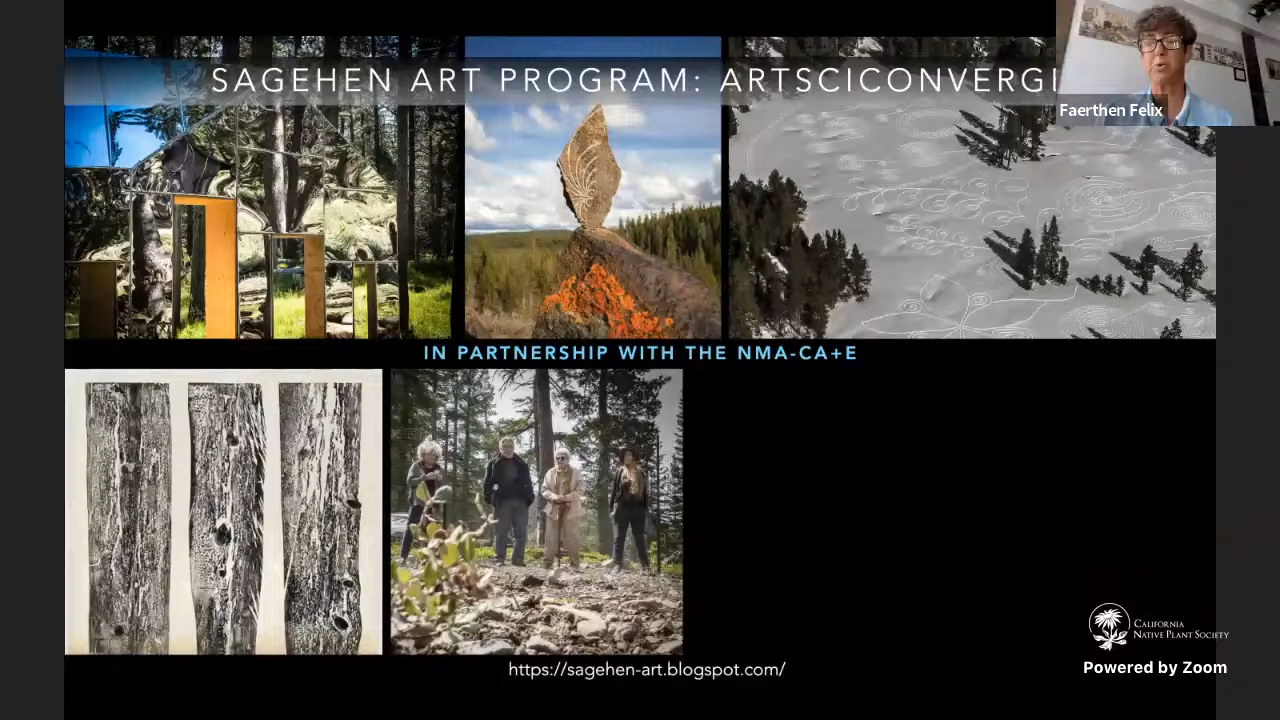 SAGEHEN ART PROGRAM: ARTSCICONVERG
Faerthen Felix
IN PARTNERSHIP WITH THE NMA-CA+E
https://sagehen-art.blogspot.com/
CALIFORNIA
NATIVE PLANT SOCIETY
Powered by Zoom